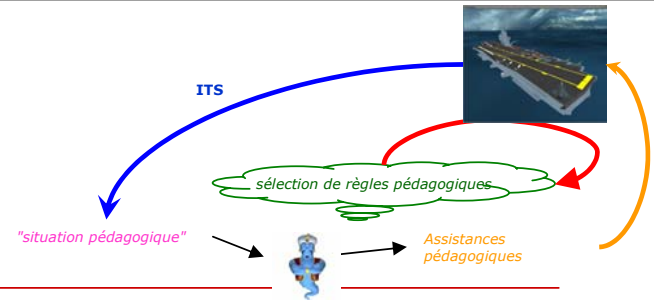 ITS
sélection de règles pédagogiques
"situation pédagogique"
Assistances
pédagogiques